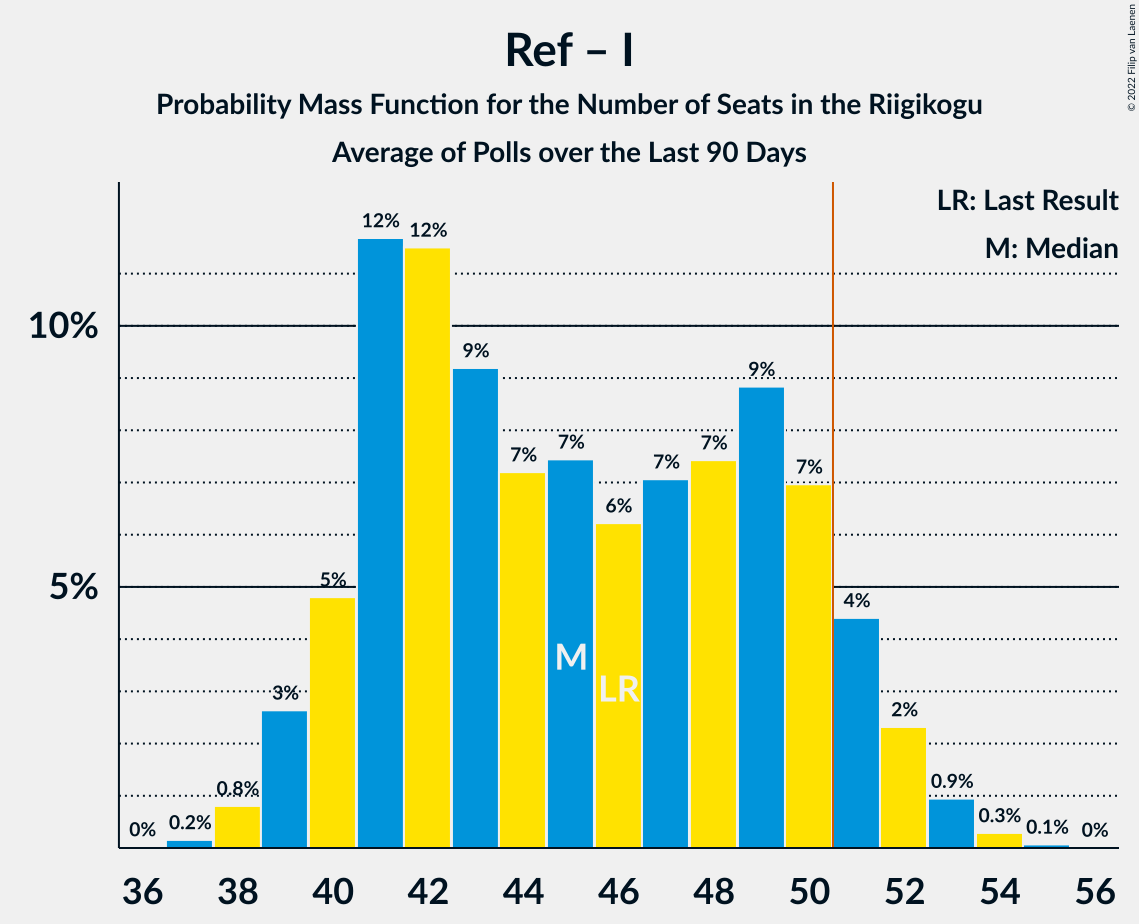 Ref – I
Probability Mass Function for the Number of Seats in the Riigikogu
Average of Polls over the Last 90 Days
© 2022 Filip van Laenen
LR: Last Result
M: Median
10%
5%
0%
0.2%
0.8%
3%
5%
12%
12%
9%
7%
7%
6%
7%
7%
9%
7%
4%
2%
0.9%
0.3%
0.1%
0%
M
LR
36 38 40 42 44 46 48 50 52 54 56